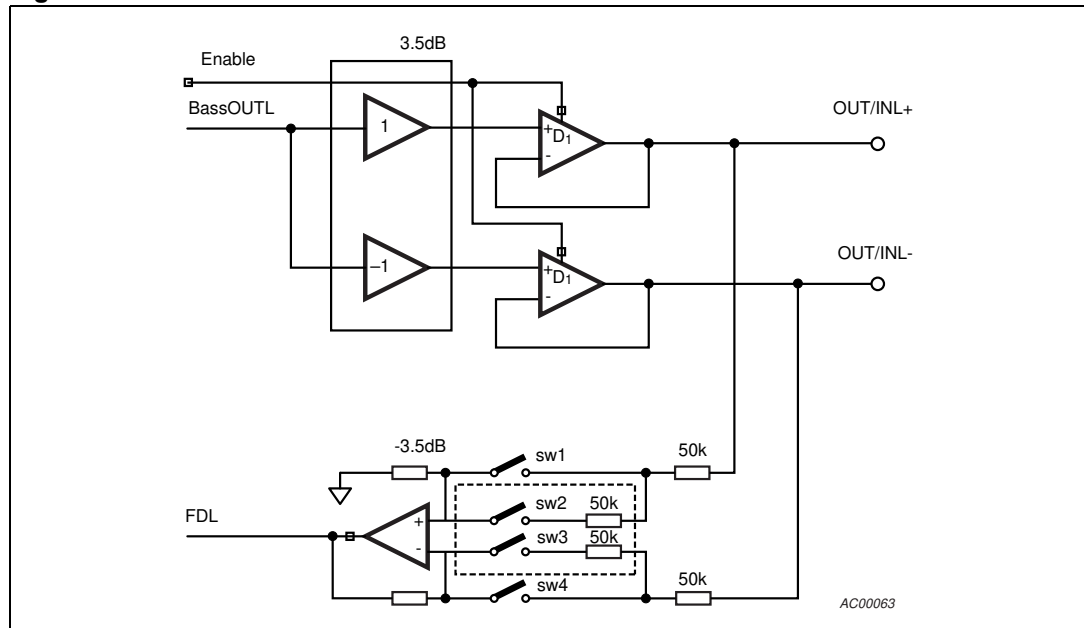 3.5dB
Enable
BassOUTL
OUT/INL+
1
+
D1
-
OUT/INL-
−1
+
D1
-
-3.5dB
sw1
50k
sw2
50k
FDL
+
sw3
50k
-
sw4
50k
AC00063